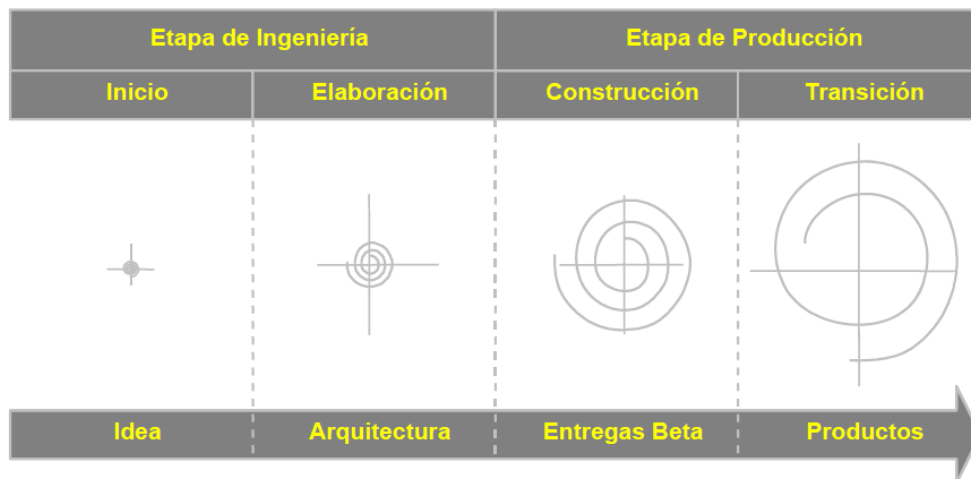 Etapa de Ingeniería
Etapa de Producción
Inicio
Elaboración
Construcción
Transición
Idea
Arquitectura
Entregas Beta
Productos